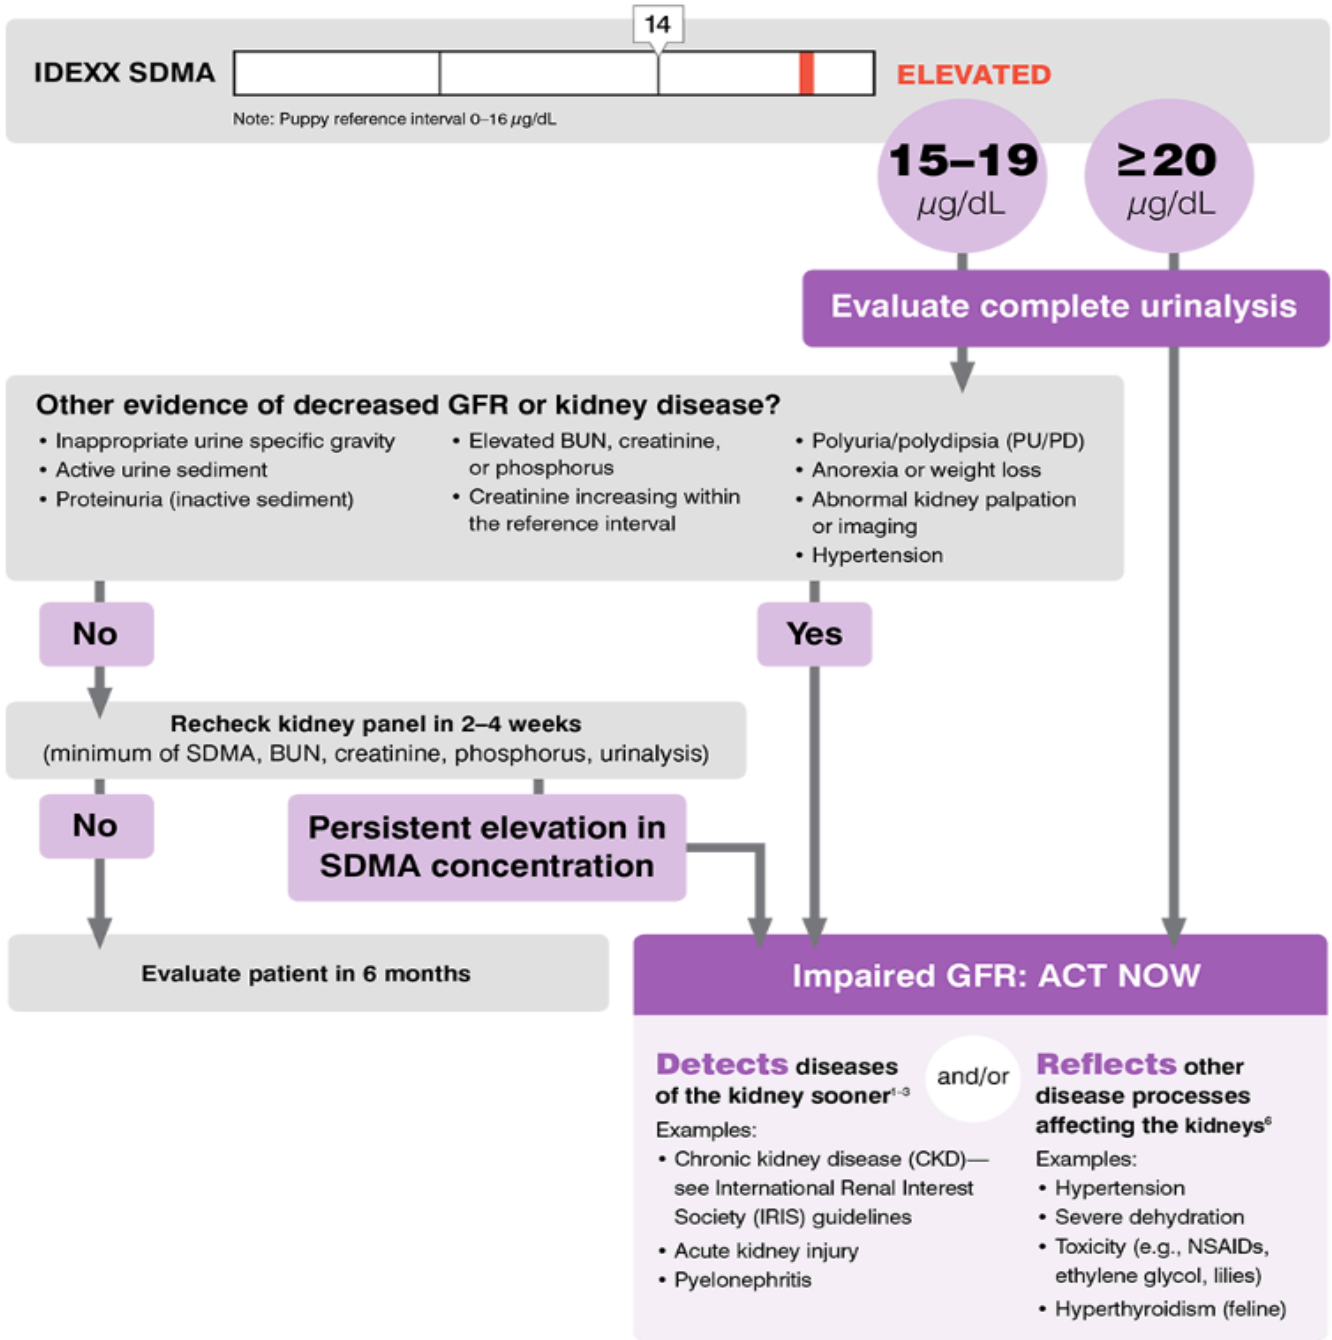 14
IDEXX SDMA
ELEVATED
Note: Puppy reference interval 0–16 µg/dL
15–19
µg/dL
≥20
µg/dL
Evaluate complete urinalysis
Other evidence of decreased GFR or kidney disease?
• Inappropriate urine specific gravity
• Active urine sediment
• Proteinuria (inactive sediment)
• Elevated BUN, creatinine,
or phosphorus
• Creatinine increasing within
the reference interval
• Polyuria/polydipsia (PU/PD)
• Anorexia or weight loss
• Abnormal kidney palpation
or imaging
• Hypertension
No
Yes
Recheck kidney panel in 2–4 weeks
(minimum of SDMA, BUN, creatinine, phosphorus, urinalysis)
No
Persistent elevation in
SDMA concentration
Evaluate patient in 6 months
Impaired GFR: ACT NOW
Detects diseases
of the kidney sooner¹⁻³
Examples:
• Chronic kidney disease (CKD)—
see International Renal Interest
Society (IRIS) guidelines
• Acute kidney injury
• Pyelonephritis
and/or
Reflects other
disease processes
affecting the kidneys⁶
Examples:
• Hypertension
• Severe dehydration
• Toxicity (e.g., NSAIDs,
ethylene glycol, lilies)
• Hyperthyroidism (feline)